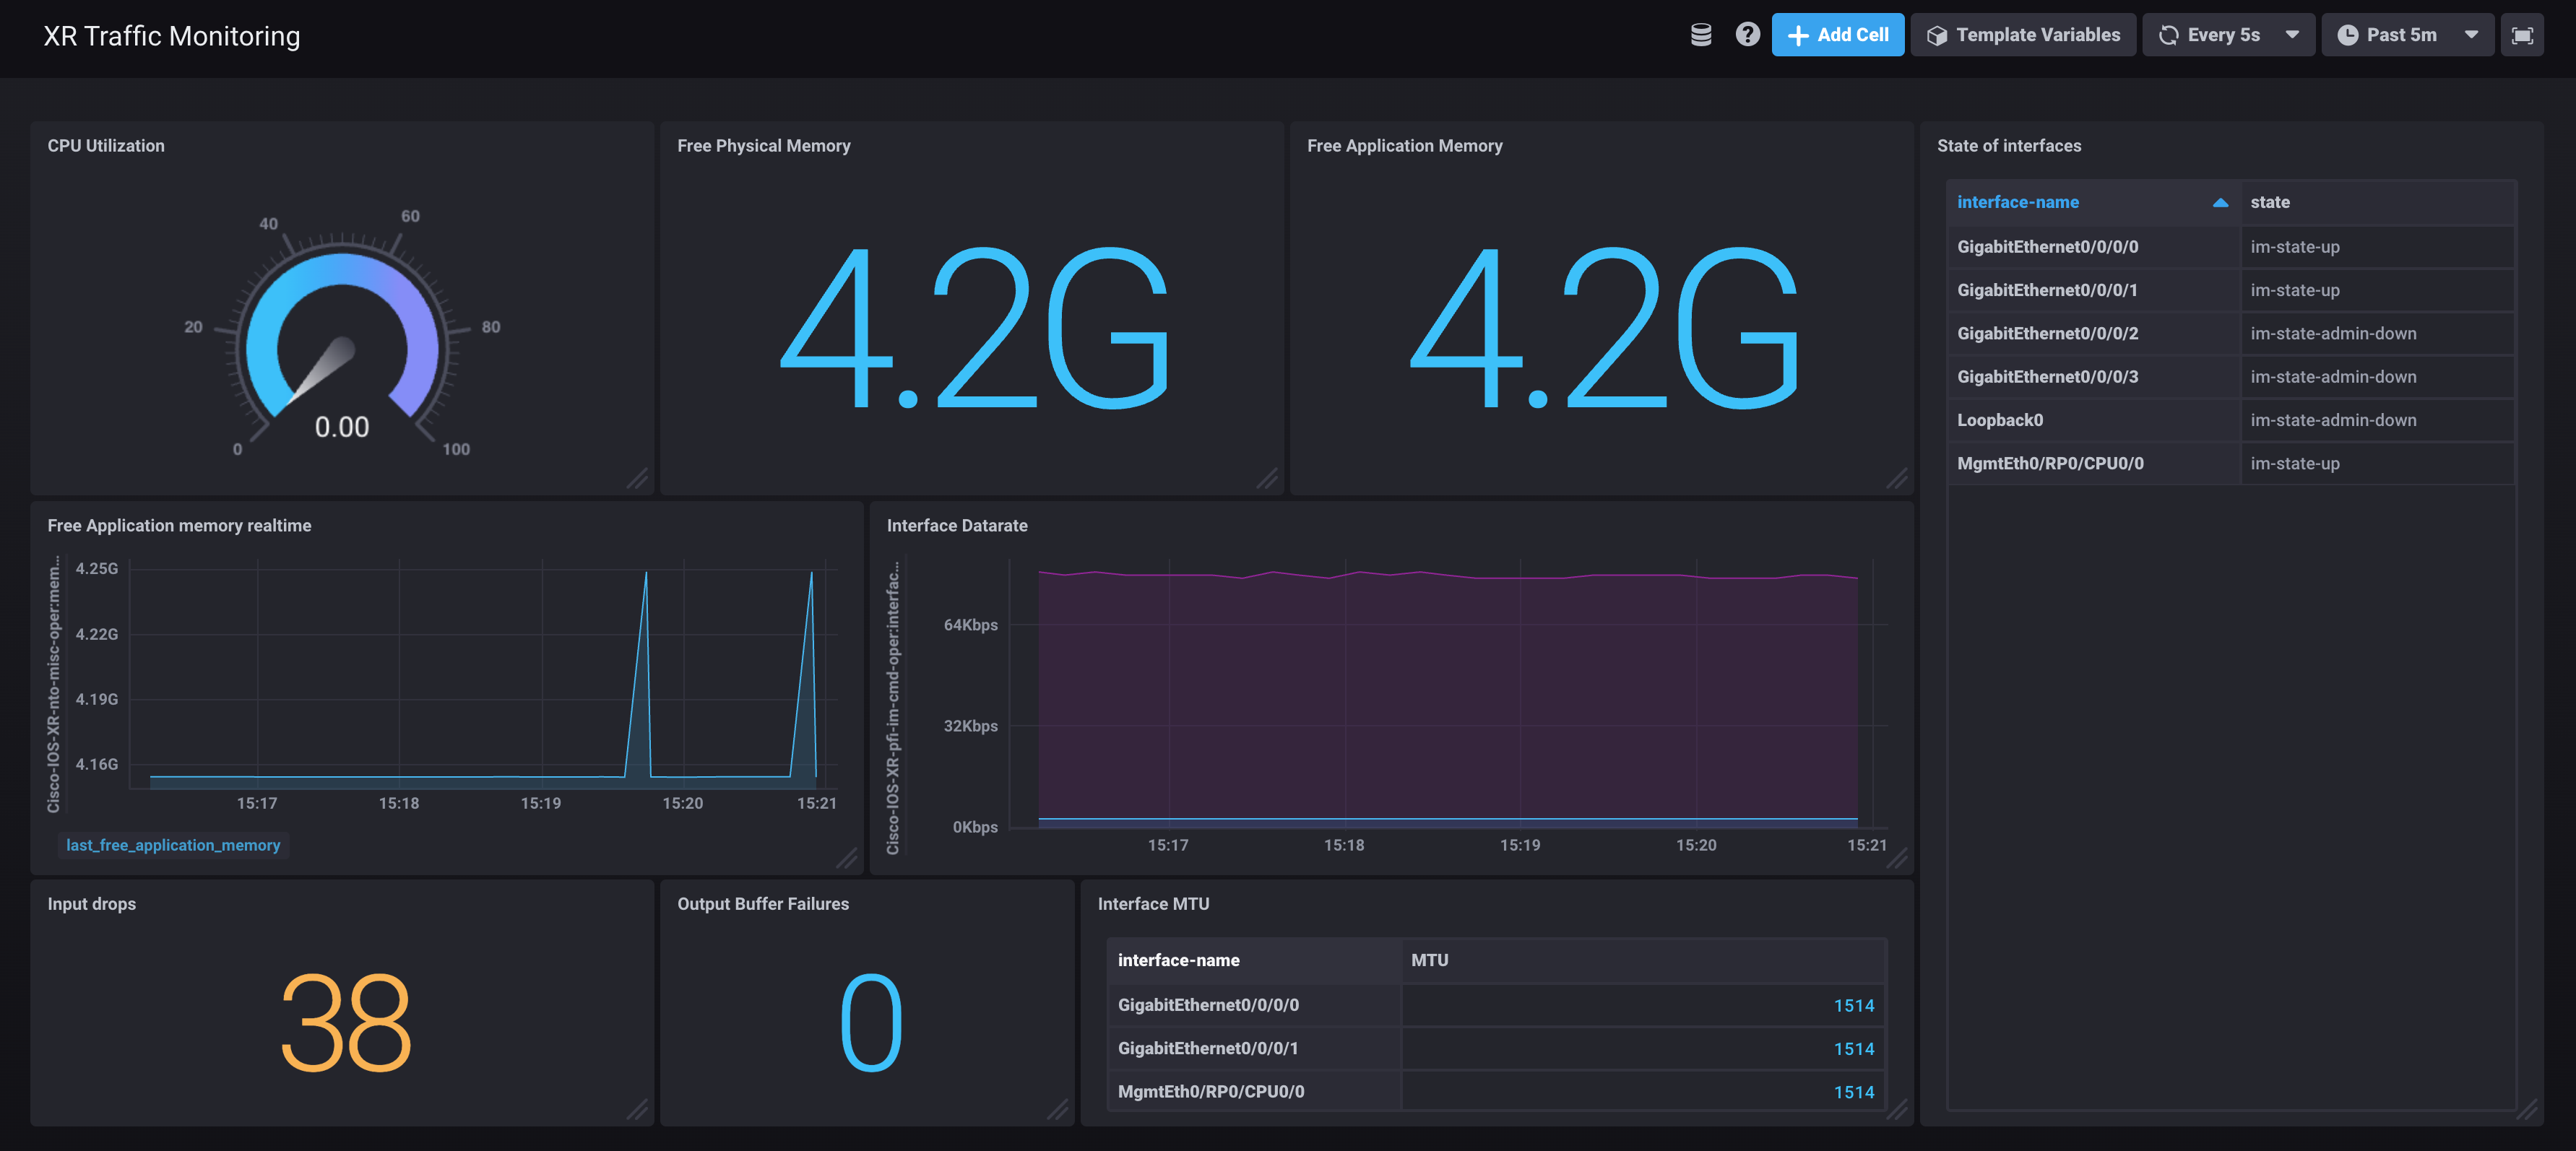 XR Traffic Monitoring
Add Cell
Template Variables
Every 5s
Past 5m
CPU Utilization
40
60
20
80
0.00
0
100
Free Physical Memory
4.2G
Free Application Memory
4.2G
State of interfaces
interface-name state
GigabitEthernet0/0/0/0 im-state-up
GigabitEthernet0/0/0/1 im-state-up
GigabitEthernet0/0/0/2 im-state-admin-down
GigabitEthernet0/0/0/3 im-state-admin-down
Loopback0 im-state-admin-down
MgmtEth0/RP0/CPU0/0 im-state-up
Free Application memory realtime
Cisco-IOS-XR-nto-misc-oper:mem...
4.25G
4.22G
4.19G
4.16G
15:17 15:18 15:19 15:20 15:21
last_free_application_memory
Interface Datarate
Cisco-IOS-XR-pfi-im-cmd-oper:interfac...
64Kbps
32Kbps
0Kbps
15:17 15:18 15:19 15:20 15:21
Input drops
38
Output Buffer Failures
0
Interface MTU
interface-name MTU
GigabitEthernet0/0/0/0 1514
GigabitEthernet0/0/0/1 1514
MgmtEth0/RP0/CPU0/0 1514